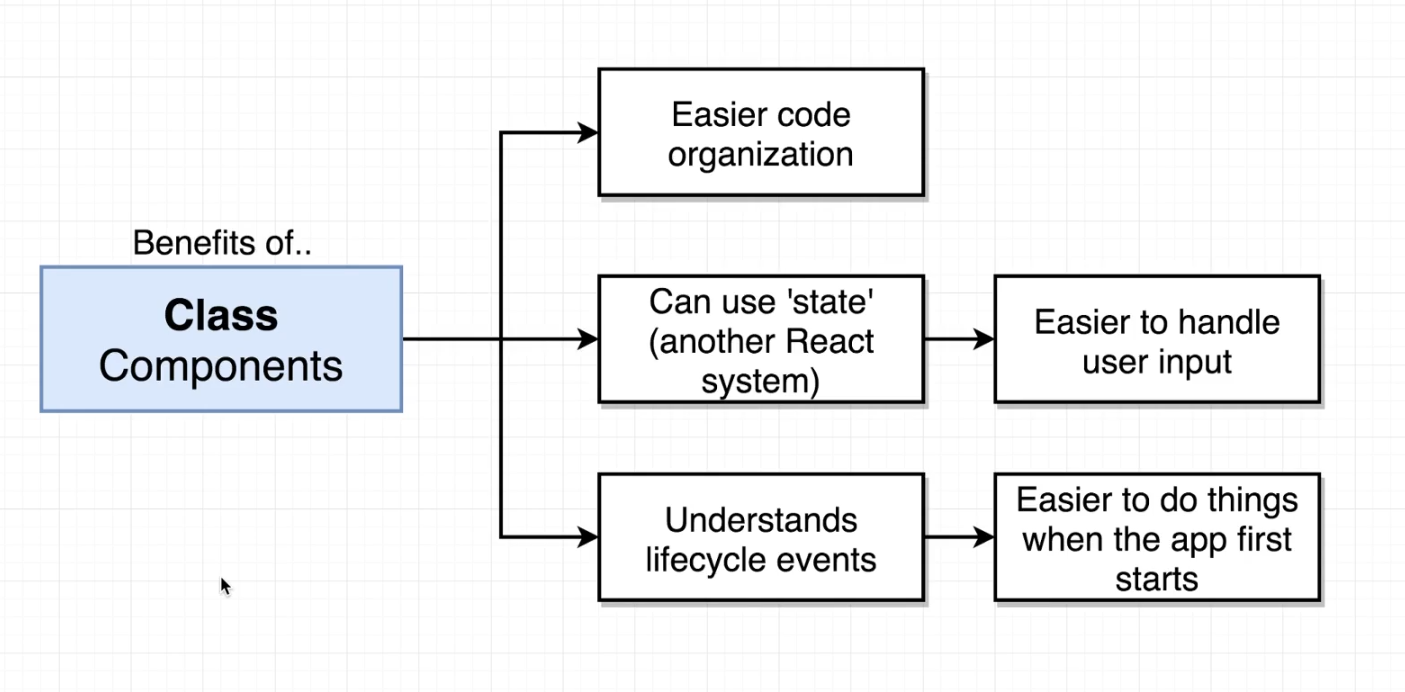 Benefits of..
Class
Components
Easier code
organization
Can use 'state'
(another React
system)
Easier to handle
user input
Understands
lifecycle events
Easier to do things
when the app first
starts